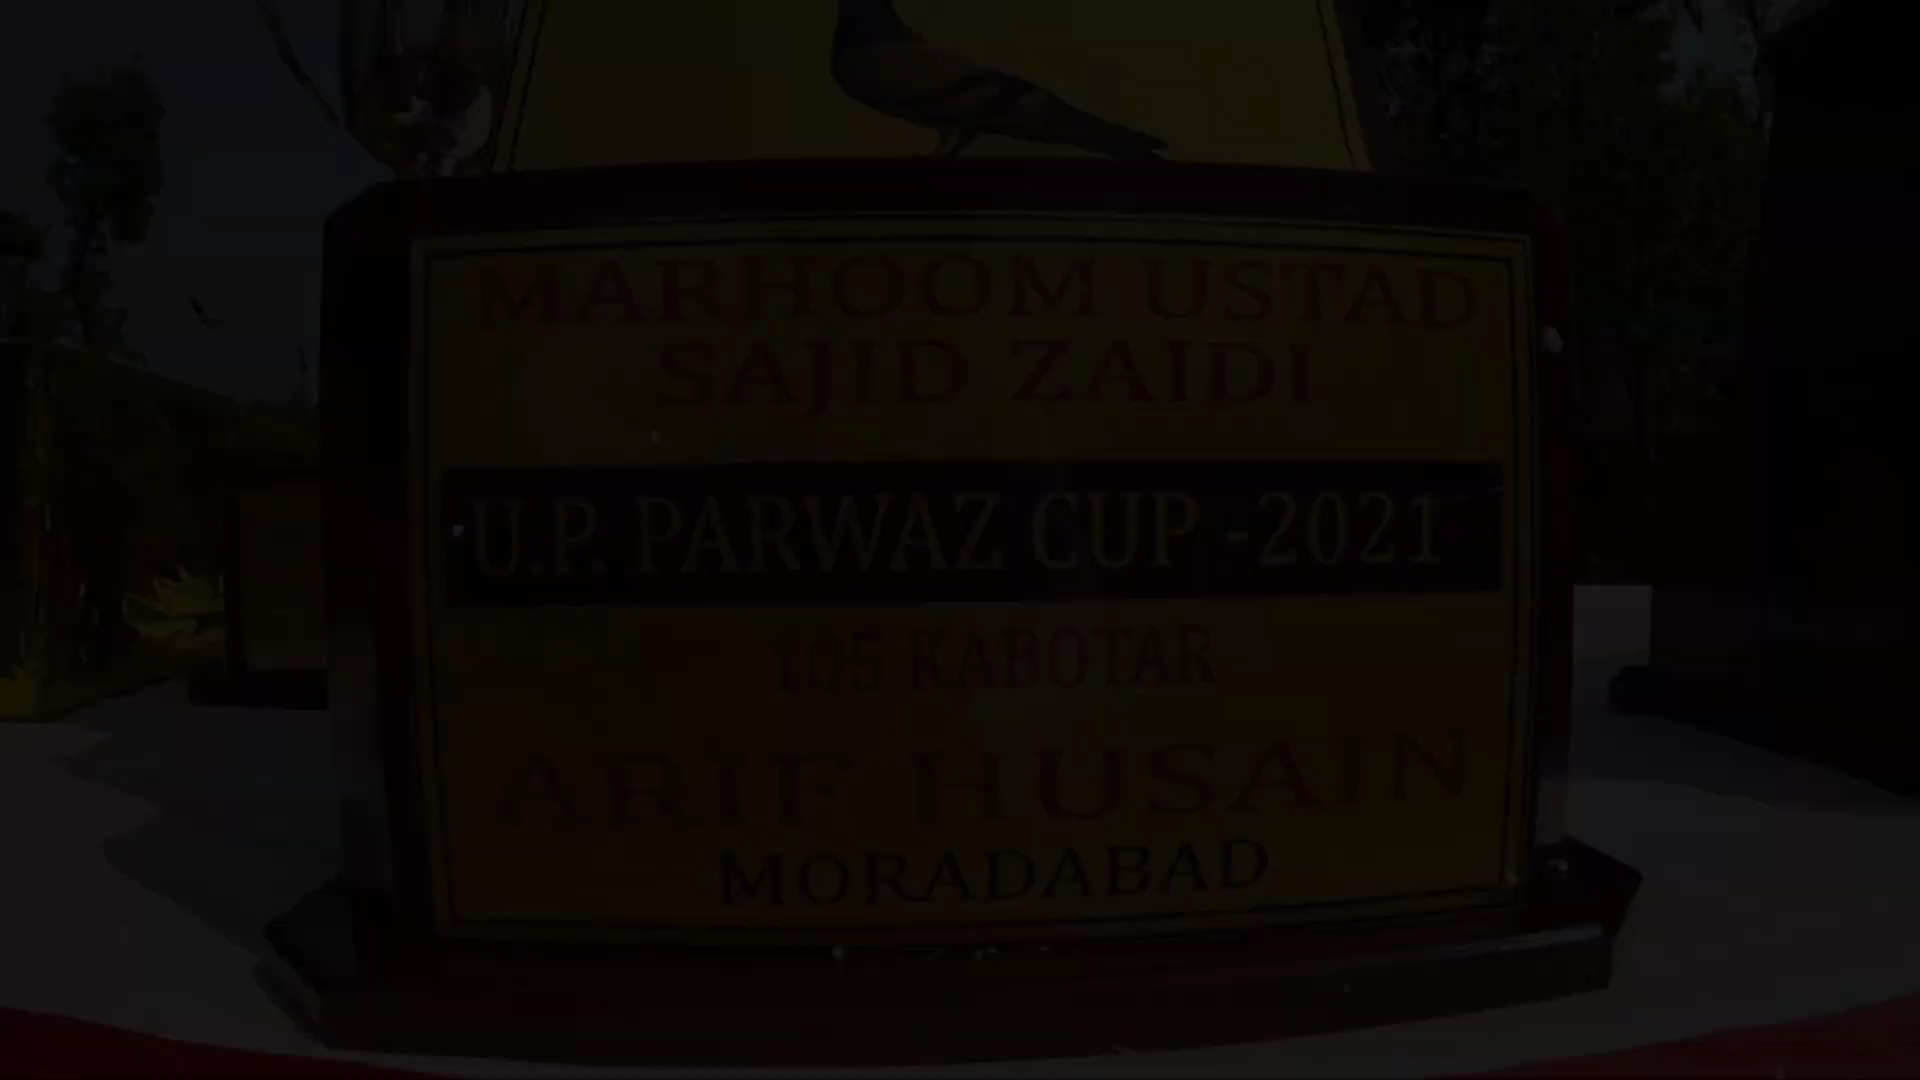 MARHOOM USTAD
SAJID ZAIDI
U.P. PARWAZ CUP -2021
105 KABOTAR
ARIF HUSAIN
MORADABAD